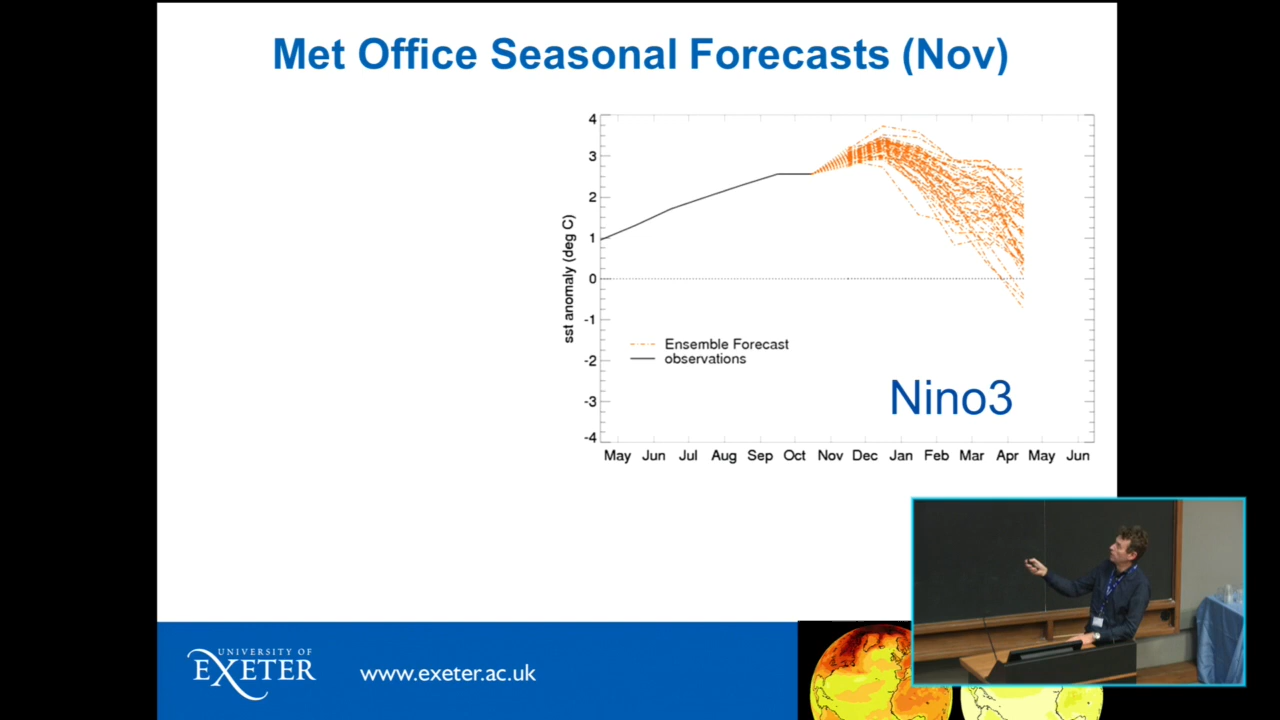 Met Office Seasonal Forecasts (Nov)
4
3
2
1
0
-1
-2
-3
-4
sst anomaly (deg C)
Ensemble Forecast
observations
Nino3
May Jun Jul Aug Sep Oct Nov Dec Jan Feb Mar Apr May Jun
UNIVERSITY OF
EXETER
www.exeter.ac.uk